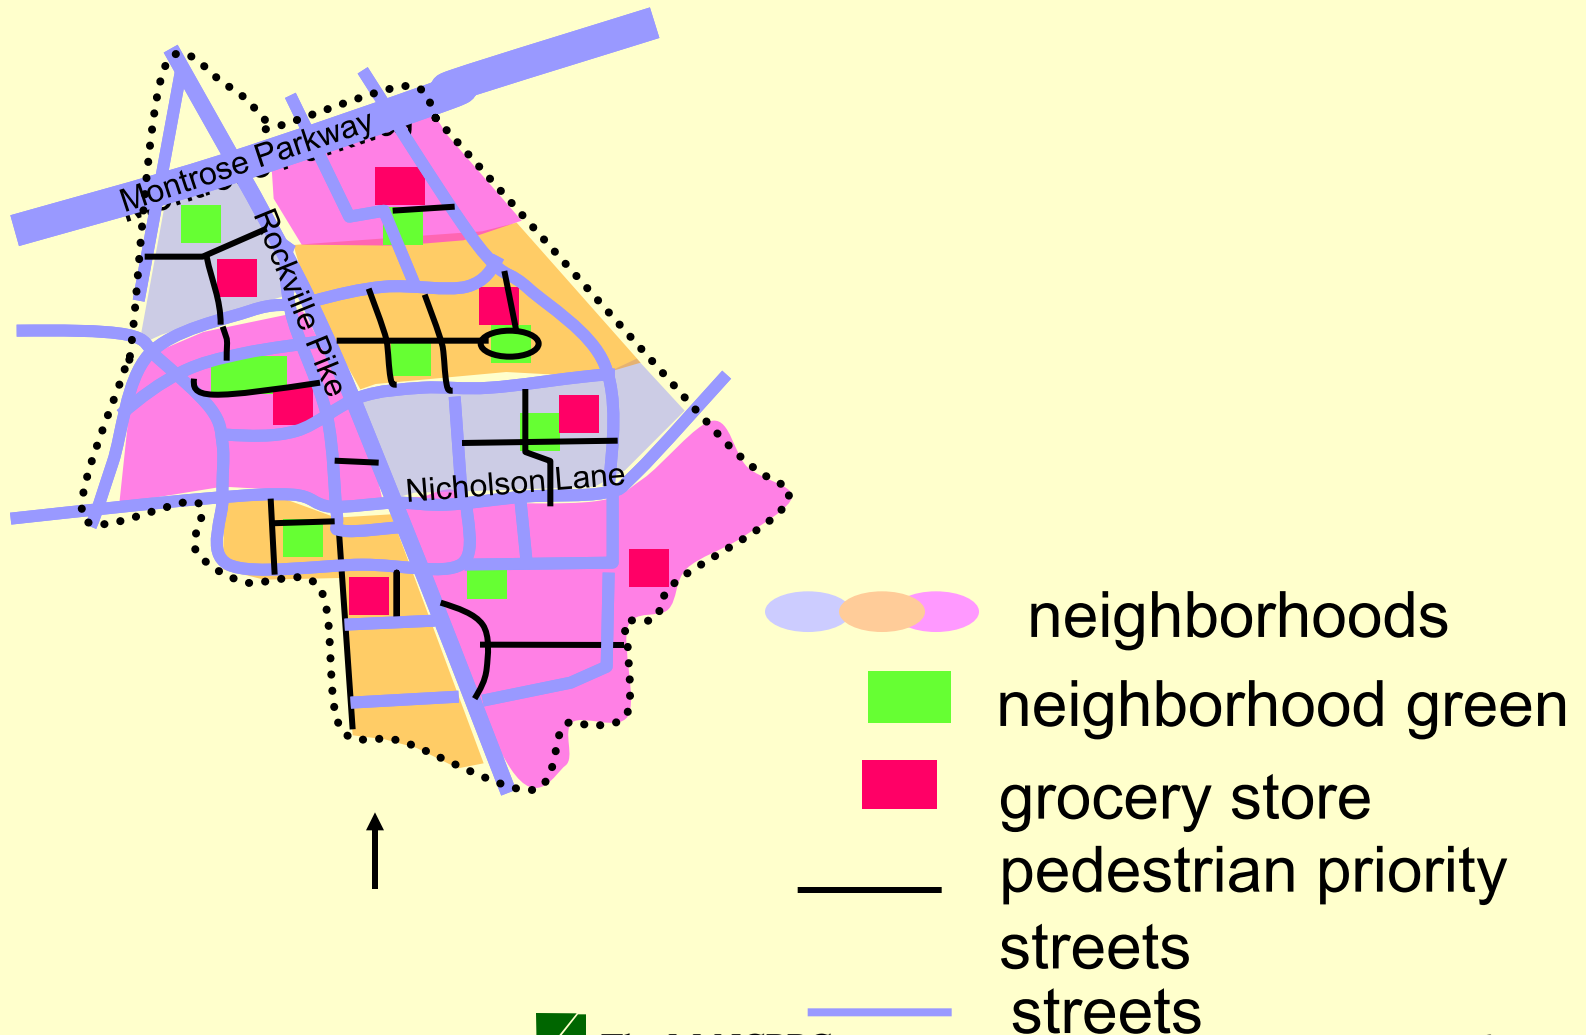 Montrose Parkway
Rockville Pike
Nicholson Lane
neighborhoods
neighborhood green
grocery store
pedestrian priority
streets
streets